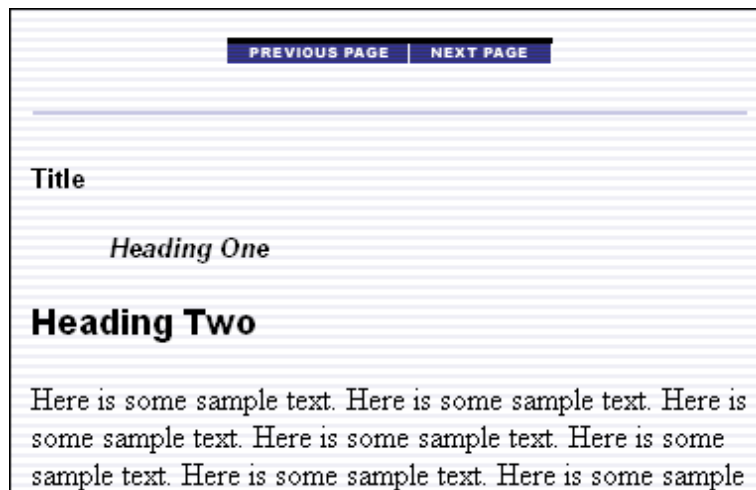 PREVIOUS PAGE NEXT PAGE
Title
Heading One
Heading Two
Here is some sample text. Here is some sample text. Here is
some sample text. Here is some sample text. Here is some
sample text. Here is some sample text. Here is some sample